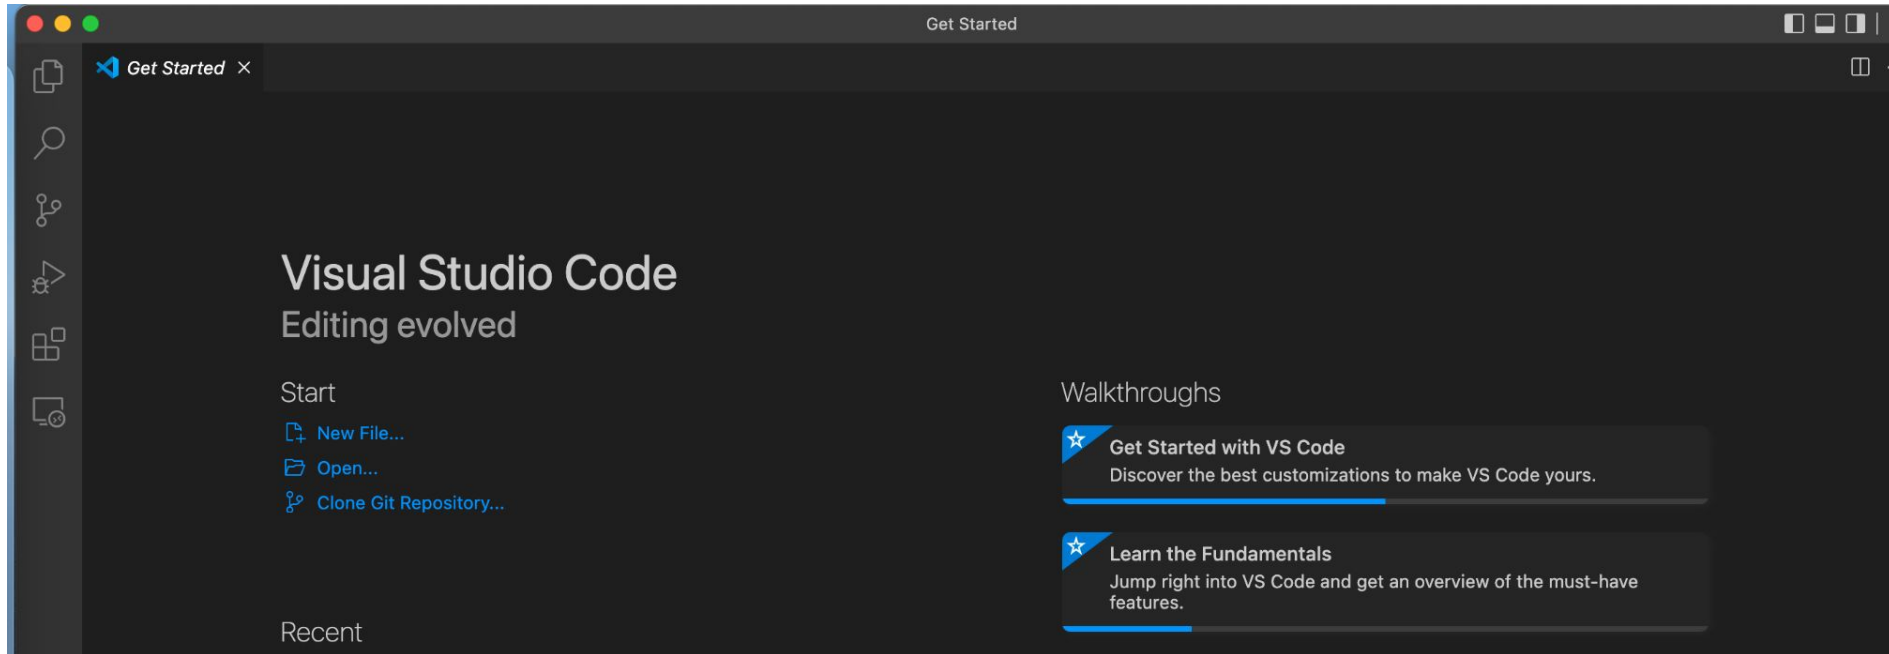 Get Started
Get Started
Visual Studio Code
Editing evolved
Start
New File...
Open...
Clone Git Repository...
Recent
Walkthroughs
Get Started with VS Code
Discover the best customizations to make VS Code yours.
Learn the Fundamentals
Jump right into VS Code and get an overview of the must-have
features.